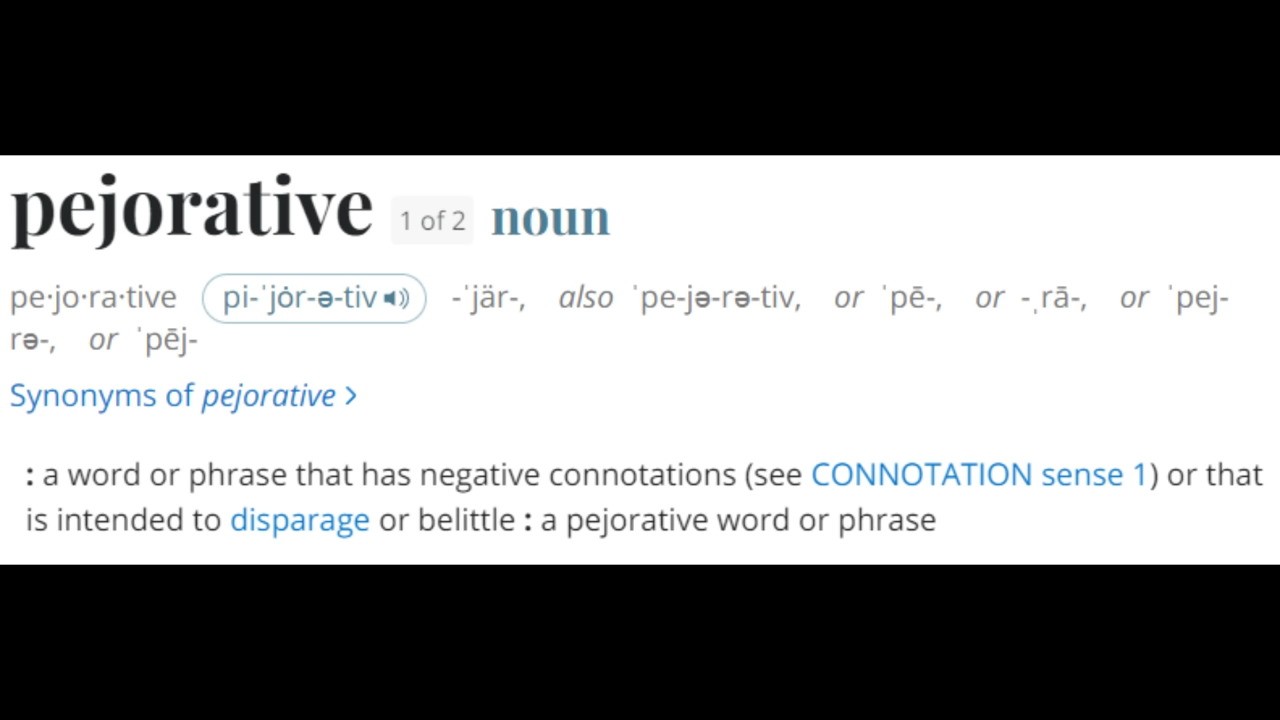 pejorative 1 of 2 noun
pe·jo·ra·tive pi-ˈjȯr-ə-tiv -ˈjär-, also ˈpe-jə-rə-tiv, or ˈpē-, or -ˌrā-, or ˈpej-
rə-, or ˈpēj-
Synonyms of pejorative
: a word or phrase that has negative connotations (see CONNOTATION sense 1) or that
is intended to disparage or belittle : a pejorative word or phrase